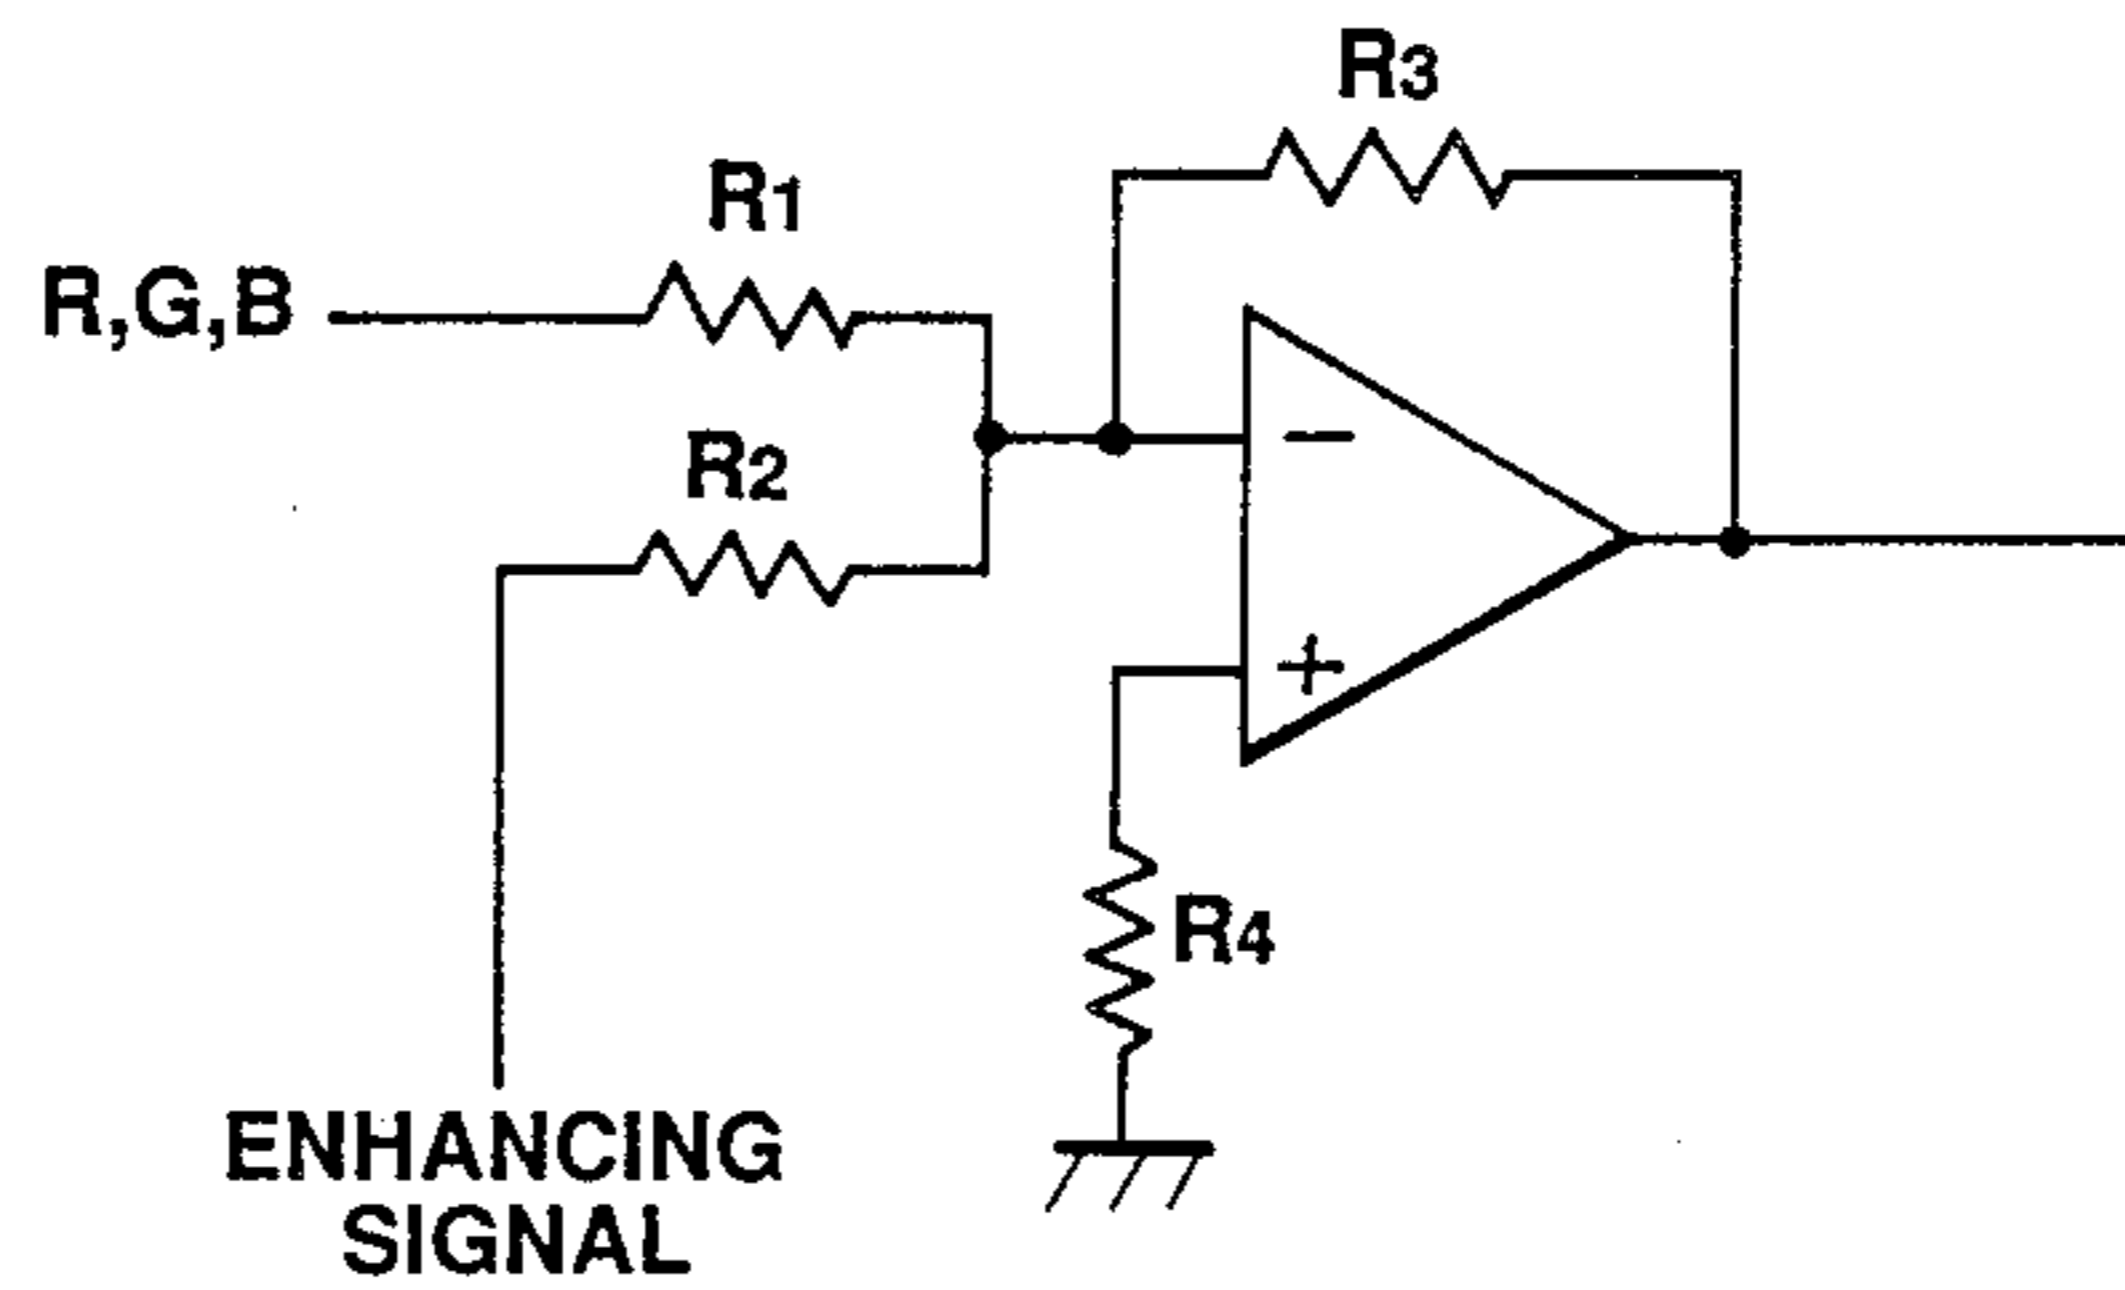 R3
R1
R,G,B
R2
−
+
R4
ENHANCING
SIGNAL